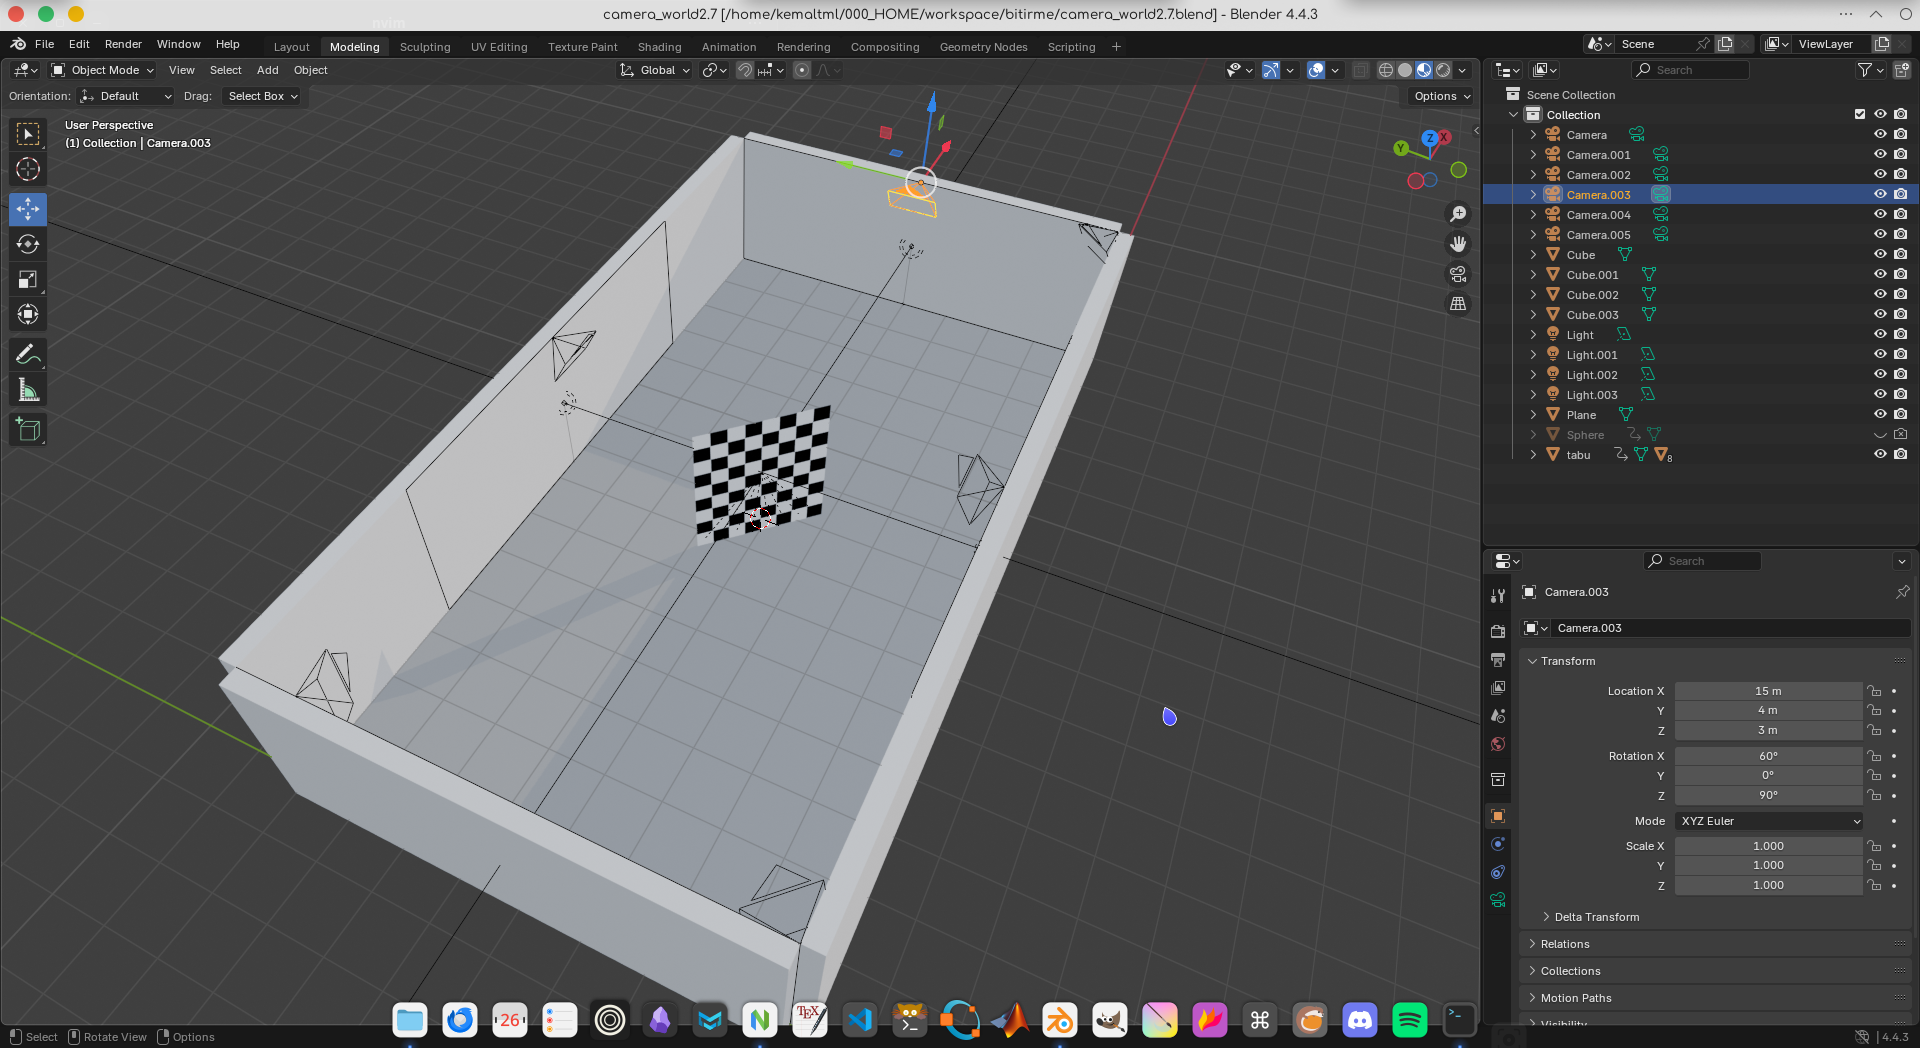 camera_world2.7 [/home/kemaltml/000_HOME/workspace/bitirme/camera_world2.7.blend] - Blender 4.4.3
File Edit Render Window Help
Layout Modeling Sculpting UV Editing Texture Paint Shading Animation Rendering Compositing Geometry Nodes Scripting +
Scene
ViewLayer
Object Mode View Select Add Object
Global
Search
Orientation: Default Drag: Select Box
Options
User Perspective
(1) Collection | Camera.003
Z
X
Y
Scene Collection
Collection
Camera
Camera.001
Camera.002
Camera.003
Camera.004
Camera.005
Cube
Cube.001
Cube.002
Cube.003
Light
Light.001
Light.002
Light.003
Plane
Sphere
tabu 8
Search
Camera.003
Camera.003
Transform
Location X 15 m
Y 4 m
Z 3 m
Rotation X 60°
Y 0°
Z 90°
Mode XYZ Euler
Scale X 1.000
Y 1.000
Z 1.000
Delta Transform
Relations
Collections
Motion Paths
Visibility
26
TEX
Select Rotate View Options
4.4.3